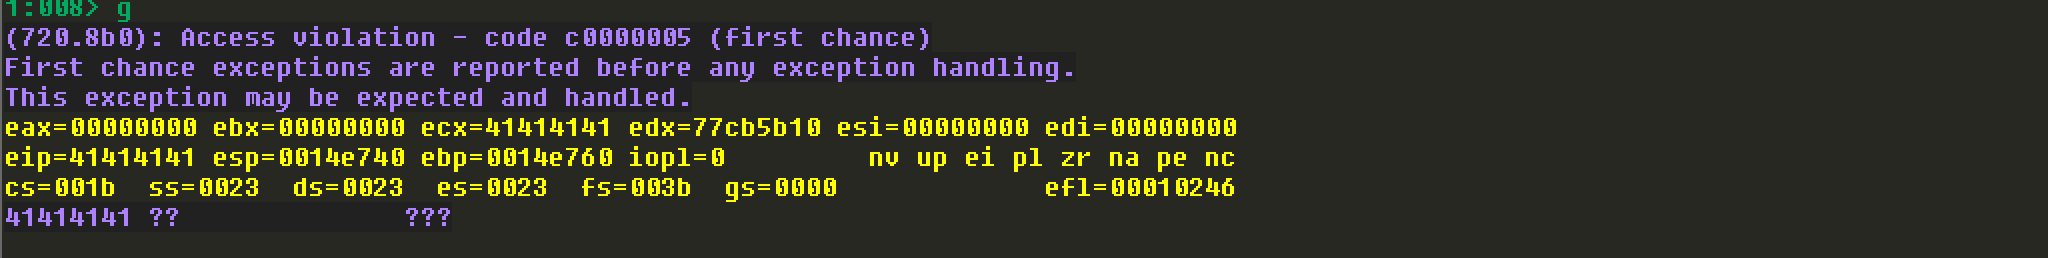 1:008> g
(720.8b0): Access violation - code c0000005 (first chance)
First chance exceptions are reported before any exception handling.
This exception may be expected and handled.
eax=00000000 ebx=00000000 ecx=41414141 edx=77cb5b10 esi=00000000 edi=00000000
eip=41414141 esp=0014e740 ebp=0014e760 iopl=0         nv up ei pl zr na pe nc
cs=001b  ss=0023  ds=0023  es=0023  fs=003b  gs=0000             efl=00010246
41414141 ??              ???